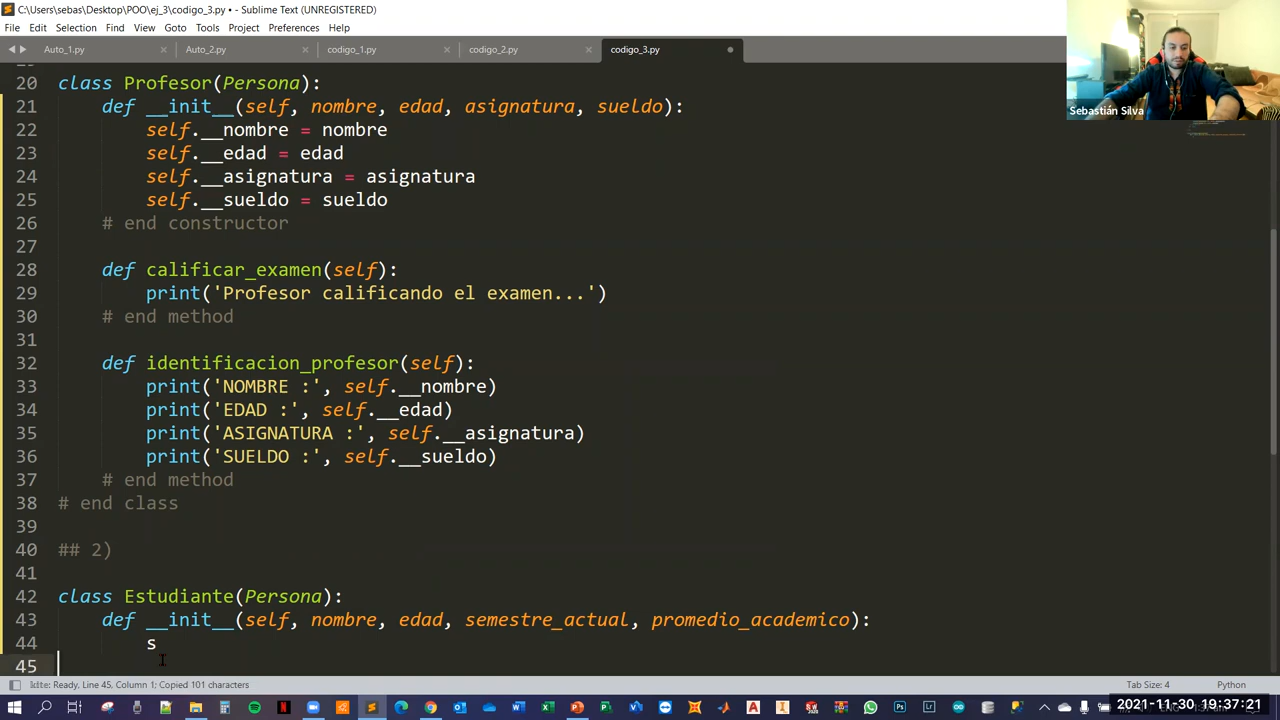 C:\Users\sebas\Desktop\POO\ej_3\codigo_3.py • - Sublime Text (UNREGISTERED)
File Edit Selection Find View Goto Tools Project Preferences Help
Auto_1.py Auto_2.py codigo_1.py codigo_2.py codigo_3.py
Sebastián Silva
20 class Profesor(Persona):
21 def __init__(self, nombre, edad, asignatura, sueldo):
22 self.__nombre = nombre
23 self.__edad = edad
24 self.__asignatura = asignatura
25 self.__sueldo = sueldo
26 # end constructor
27
28 def calificar_examen(self):
29 print('Profesor calificando el examen...')
30 # end method
31
32 def identificacion_profesor(self):
33 print('NOMBRE :', self.__nombre)
34 print('EDAD :', self.__edad)
35 print('ASIGNATURA :', self.__asignatura)
36 print('SUELDO :', self.__sueldo)
37 # end method
38 # end class
39
40 ## 2)
41
42 class Estudiante(Persona):
43 def __init__(self, nombre, edad, semestre_actual, promedio_academico):
44 s
45
Ready, Line 45, Column 1; Copied 101 characters Tab Size: 4 Python
2021-11-30 19:37:21